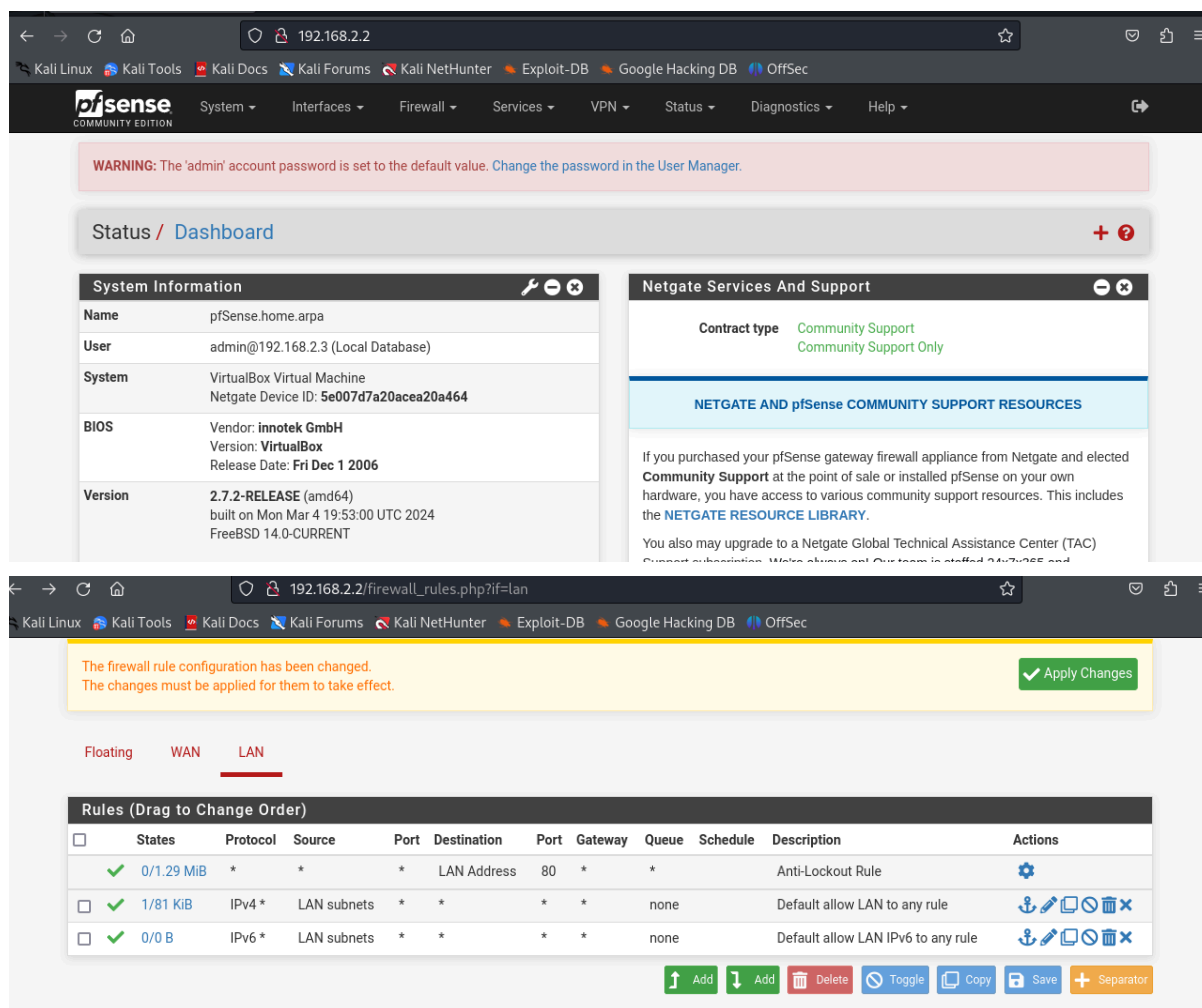 192.168.2.2
Kali Linux Kali Tools Kali Docs Kali Forums Kali NetHunter Exploit-DB Google Hacking DB OffSec
pfsense System Interfaces Firewall Services VPN Status Diagnostics Help
COMMUNITY EDITION
WARNING: The 'admin' account password is set to the default value. Change the password in the User Manager.
Status / Dashboard
System Information
Name pfSense.home.arpa
User admin@192.168.2.3 (Local Database)
System VirtualBox Virtual Machine
Netgate Device ID: 5e007d7a20acea20a464
BIOS Vendor: innotek GmbH
Version: VirtualBox
Release Date: Fri Dec 1 2006
Version 2.7.2-RELEASE (amd64)
built on Mon Mar 4 19:53:00 UTC 2024
FreeBSD 14.0-CURRENT
Netgate Services And Support
Contract type Community Support
Community Support Only
NETGATE AND pfSense COMMUNITY SUPPORT RESOURCES
If you purchased your pfSense gateway firewall appliance from Netgate and elected
Community Support at the point of sale or installed pfSense on your own
hardware, you have access to various community support resources. This includes
the NETGATE RESOURCE LIBRARY.
You also may upgrade to a Netgate Global Technical Assistance Center (TAC)
Support subscription. We're always on! Our team is staffed 24x7x365 and
192.168.2.2/firewall_rules.php?if=lan
Kali Linux Kali Tools Kali Docs Kali Forums Kali NetHunter Exploit-DB Google Hacking DB OffSec
The firewall rule configuration has been changed.
The changes must be applied for them to take effect.
Apply Changes
Floating WAN LAN
Rules (Drag to Change Order)
States Protocol Source Port Destination Port Gateway Queue Schedule Description Actions
0/1.29 MiB * * * LAN Address 80 * * Anti-Lockout Rule
1/81 KiB IPv4 * LAN subnets * * * * none Default allow LAN to any rule
0/0 B IPv6 * LAN subnets * * * * none Default allow LAN IPv6 to any rule
Add Add Delete Toggle Copy Save Separator